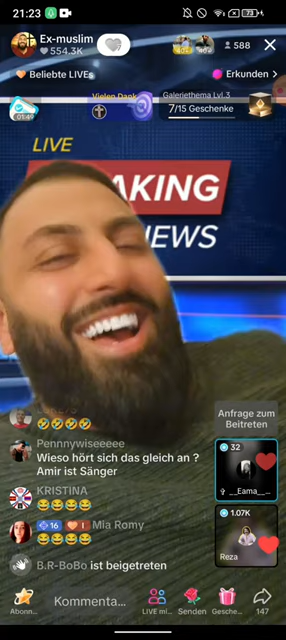 21:23
73
Ex-muslim
554.3K
588
Beliebte LIVEs
Erkunden >
01:49
Vielen Dank
Galeriethema Lvl.3
7/15 Geschenke
LIVE
AKING
NEWS
🤣🤣🤣🤣
Pennnywiseeeee
Wieso hört sich das gleich an ?
Amir ist Sänger
KRISTINA
😂😂😂😂
16 1 Mia Romy
😂😂😂😂
B.R-BoBo ist beigetreten
Anfrage zum
Beitreten
32
__Eama__...
1.07K
Reza
Abonn...
Kommenta...
LIVE mi...
Senden
Gesche...
147